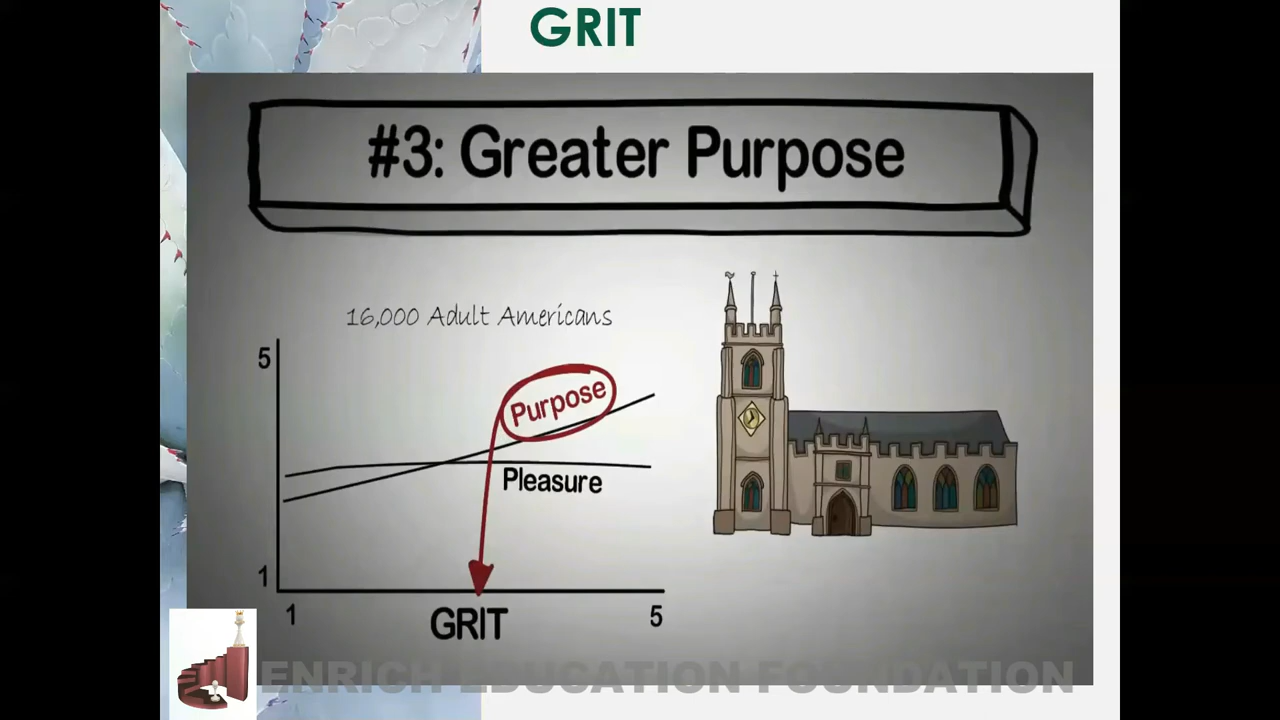 GRIT
#3: Greater Purpose
16,000 Adult Americans
5
Purpose
Pleasure
1
1
5
GRIT
ENRICH EDUCATION FOUNDATION